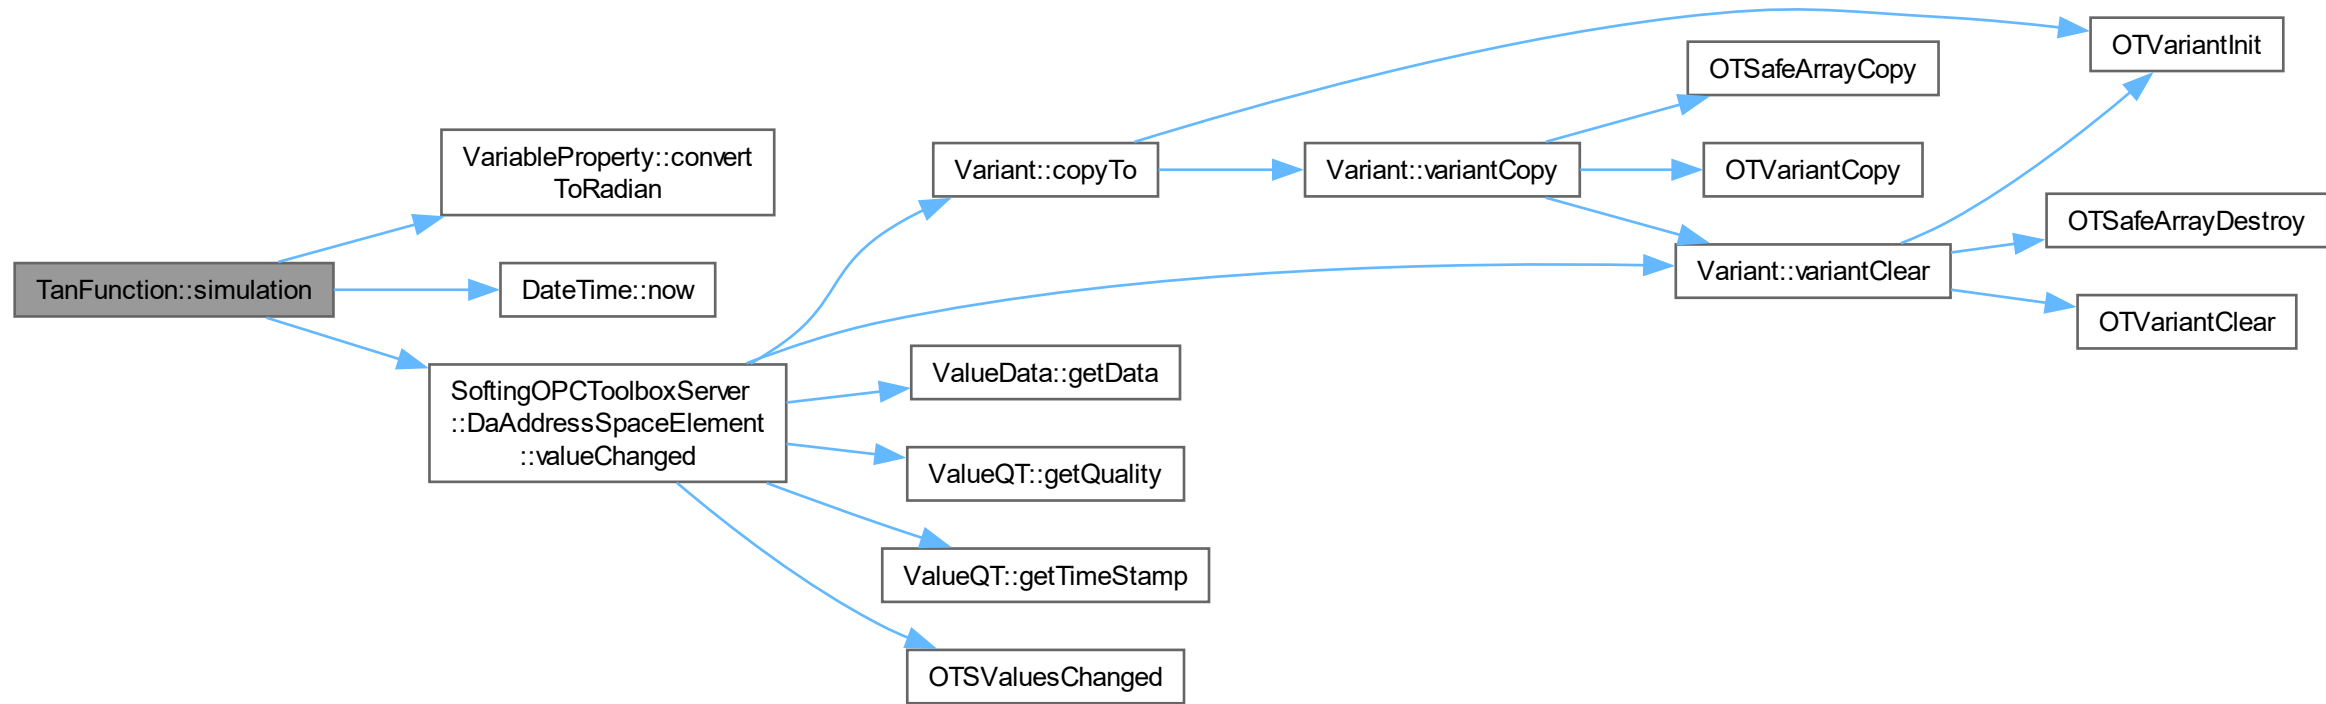 TanFunction::simulation
VariableProperty::convert
ToRadian
DateTime::now
SoftingOPCToolboxServer
::DaAddressSpaceElement
::valueChanged
Variant::copyTo
ValueData::getData
ValueQT::getQuality
ValueQT::getTimeStamp
OTSValuesChanged
Variant::variantCopy
OTSafeArrayCopy
OTVariantCopy
Variant::variantClear
OTVariantInit
OTSafeArrayDestroy
OTVariantClear